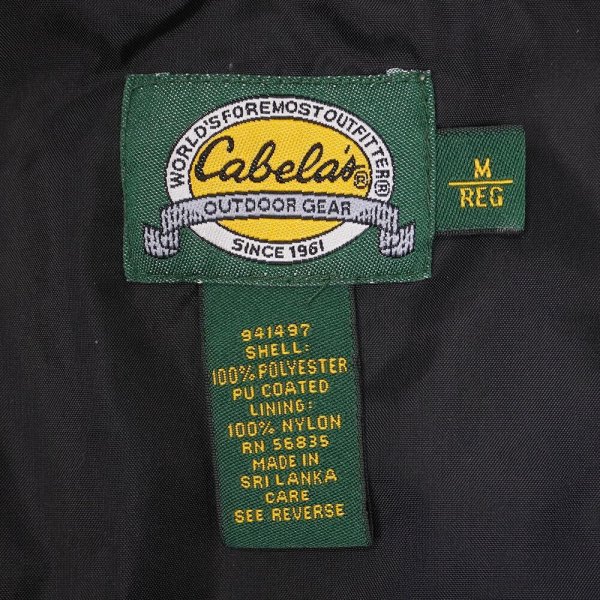 WORLD'S FOREMOST OUTFITTER®
Cabela's®
OUTDOOR GEAR
SINCE 1961
M
REG
941497
SHELL:
100% POLYESTER
PU COATED
LINING:
100% NYLON
RN 56835
MADE IN
SRI LANKA
CARE
SEE REVERSE